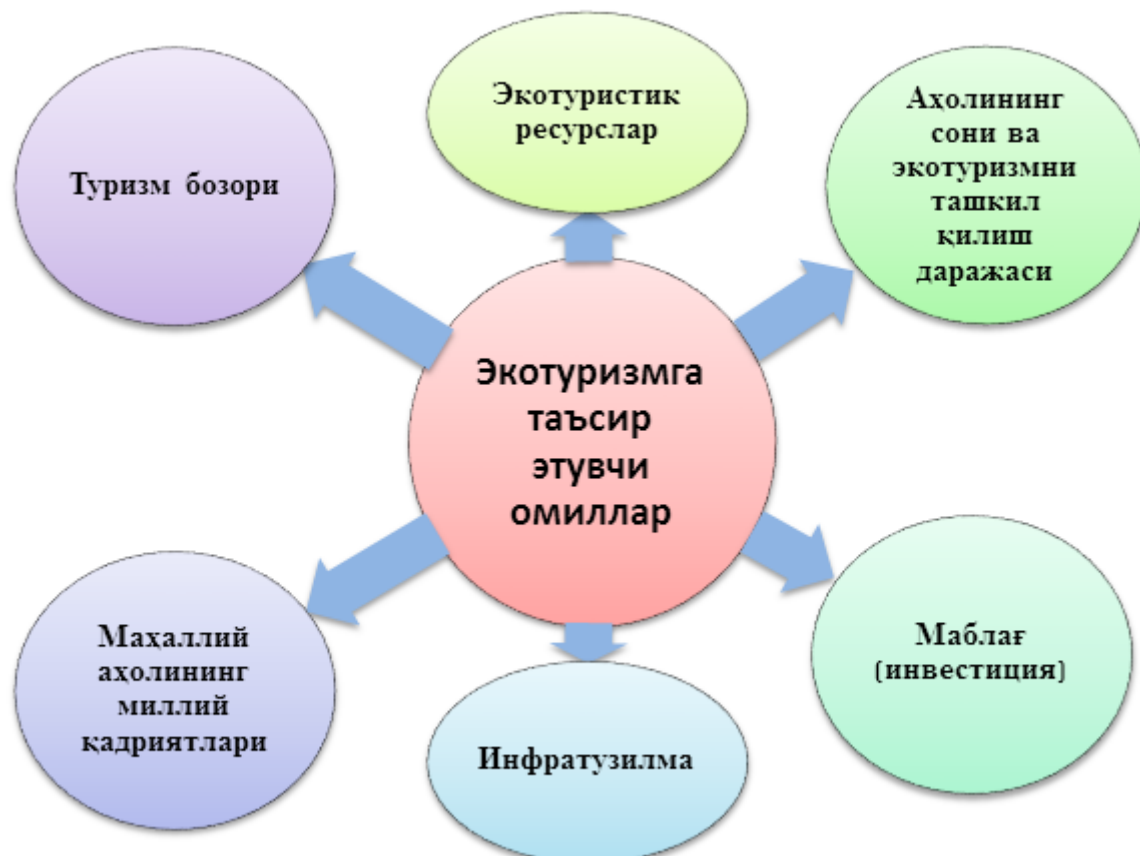 Экотуристик
ресурслар
Аҳолининг
сони ва
экотуризмни
ташкил
қилиш
даражаси
Туризм бозори
Экотуризмга
таъсир
этувчи
омиллар
Маҳаллий
аҳолининг
миллий
қадриятлари
Инфратузилма
Маблағ
(инвестиция)